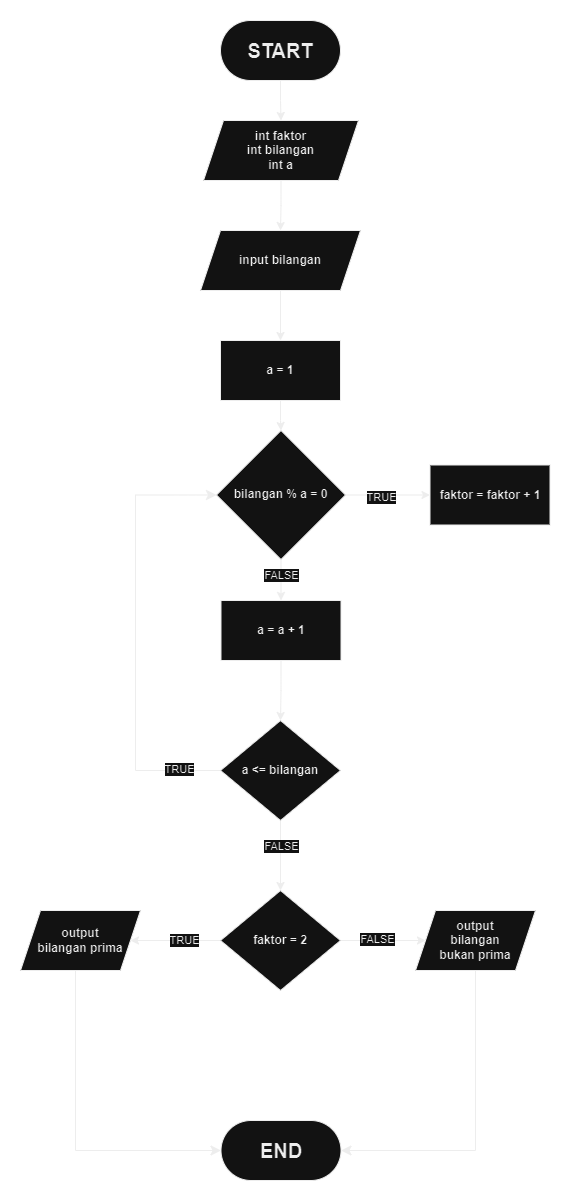 START
int faktor
int bilangan
int a
input bilangan
a = 1
bilangan % a = 0
TRUE
faktor = faktor + 1
FALSE
a = a + 1
a <= bilangan
TRUE
FALSE
faktor = 2
TRUE
output
bilangan prima
FALSE
output
bilangan
bukan prima
END